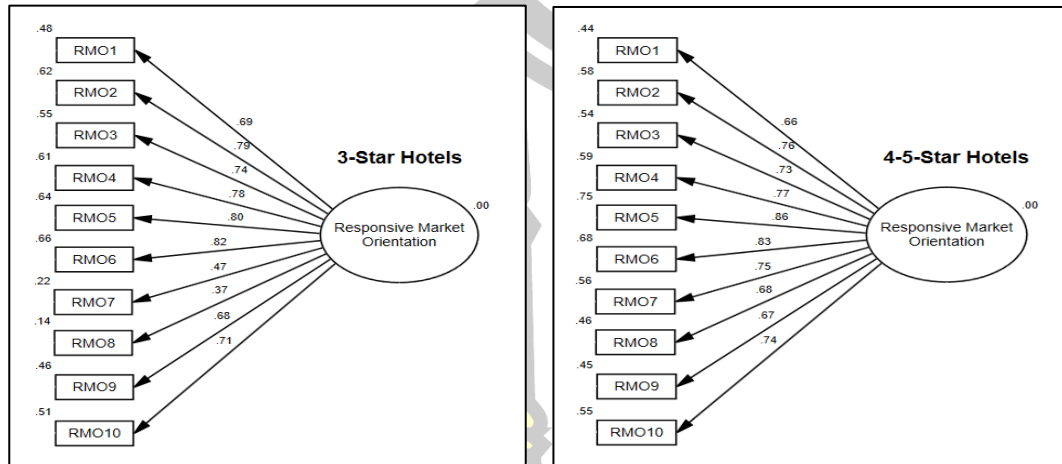 .48
RMO1
.62
RMO2
.55
RMO3
.61
RMO4
.64
RMO5
.66
RMO6
.22
RMO7
.14
RMO8
.46
RMO9
.51
RMO10
.69
.79
.74
.78
.80
.82
.47
.37
.68
.71
3-Star Hotels
.00
Responsive Market
Orientation
.44
RMO1
.58
RMO2
.54
RMO3
.59
RMO4
.75
RMO5
.68
RMO6
.56
RMO7
.46
RMO8
.45
RMO9
.55
RMO10
.66
.76
.73
.77
.86
.83
.75
.68
.67
.74
4-5-Star Hotels
.00
Responsive Market
Orientation